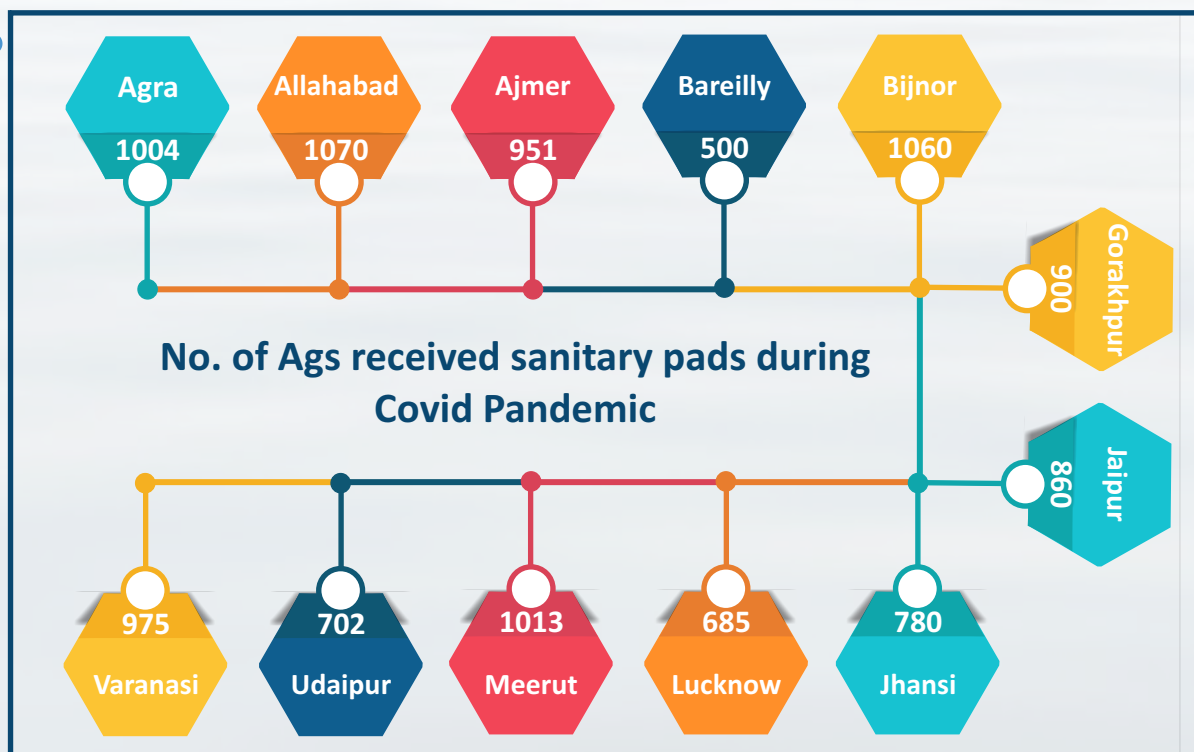 Agra
1004
Allahabad
1070
Ajmer
951
Bareilly
500
Bijnor
1060
Gorakhpur
900
No. of Ags received sanitary pads during
Covid Pandemic
Jaipur
860
975
Varanasi
702
Udaipur
1013
Meerut
685
Lucknow
780
Jhansi